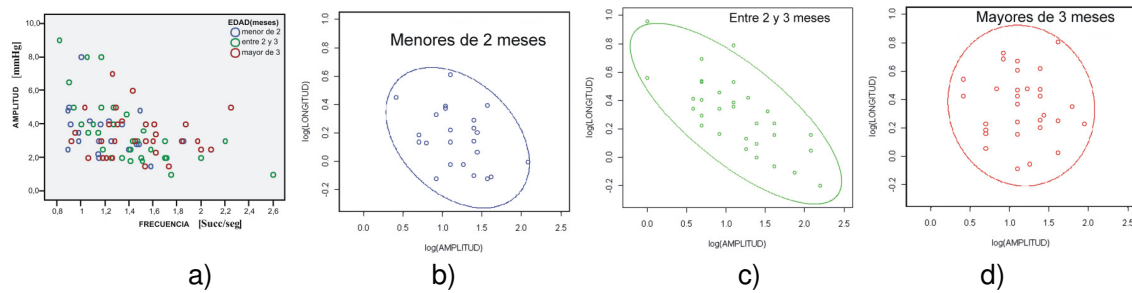 EDAD(meses)
menor de 2
entre 2 y 3
mayor de 3
AMPLITUD [mmHg]
10,0
8,0
6,0
4,0
2,0
0,0
0,8 1 1,2 1,4 1,6 1,8 2 2,2 2,4 2,6
FRECUENCIA [Succ/seg]
a)
Menores de 2 meses
log(LONGITUD)
1.0
0.8
0.6
0.4
0.2
0.0
-0.2
0.0 0.5 1.0 1.5 2.0 2.5
log(AMPLITUD)
b)
Entre 2 y 3 meses
log(LONGITUD)
1.0
0.8
0.6
0.4
0.2
0.0
-0.2
0.0 0.5 1.0 1.5 2.0 2.5
log(AMPLITUD)
c)
Mayores de 3 meses
log(LONGITUD)
1.0
0.8
0.6
0.4
0.2
0.0
-0.2
0.0 0.5 1.0 1.5 2.0 2.5
log(AMPLITUD)
d)